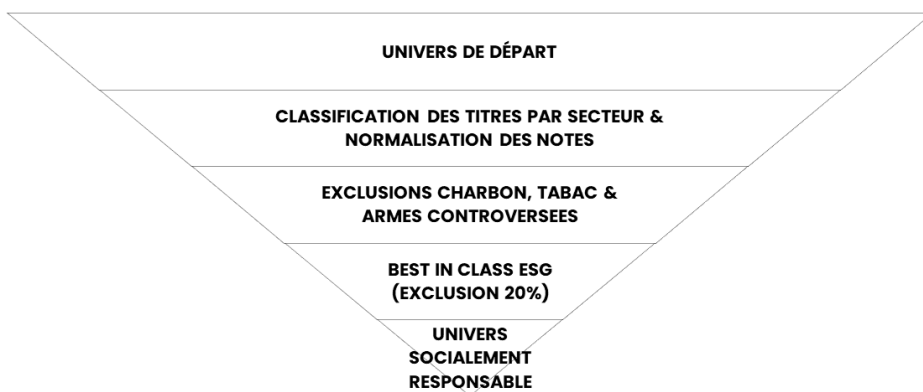 UNIVERS DE DÉPART
CLASSIFICATION DES TITRES PAR SECTEUR &
NORMALISATION DES NOTES
EXCLUSIONS CHARBON, TABAC &
ARMES CONTROVERSEES
BEST IN CLASS ESG
(EXCLUSION 20%)
UNIVERS
SOCIALEMENT
RESPONSABLE